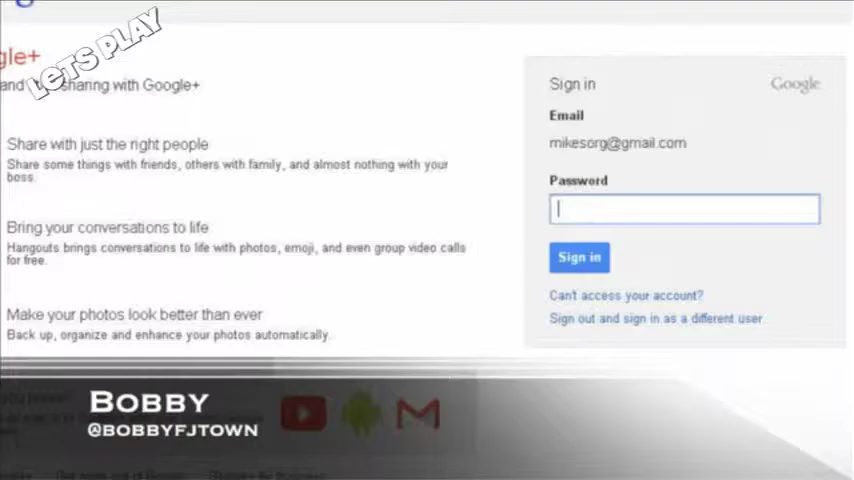 LETS PLAY
gle+
and sharing with Google+
Share with just the right people
Share some things with friends, others with family, and almost nothing with your
boss.
Bring your conversations to life
Hangouts brings conversations to life with photos, emoji, and even group video calls
for free.
Make your photos look better than ever
Back up, organize and enhance your photos automatically.
Sign in
Google
Email
mikesorg@gmail.com
Password
Sign in
Can't access your account?
Sign out and sign in as a different user
BOBBY
@BOBBYFJTOWN